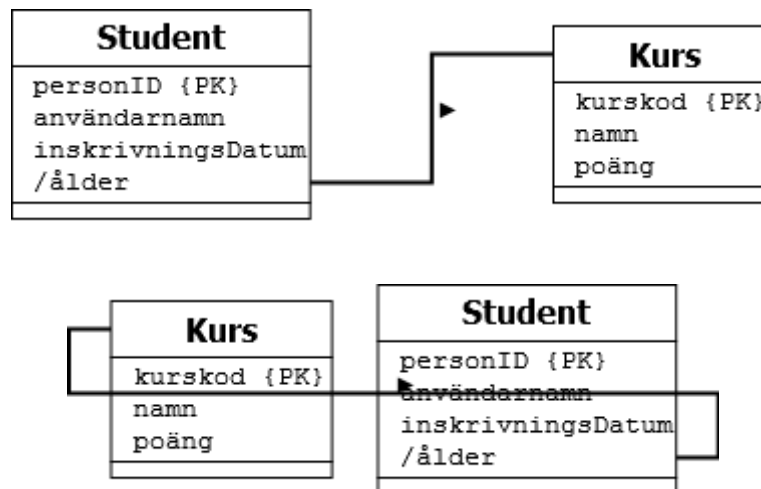 Student
personID {PK}
användarnamn
inskrivningsDatum
/ålder
Kurs
kurskod {PK}
namn
poäng
Kurs
kurskod {PK}
namn
poäng
Student
personID {PK}
användarnamn
inskrivningsDatum
/ålder